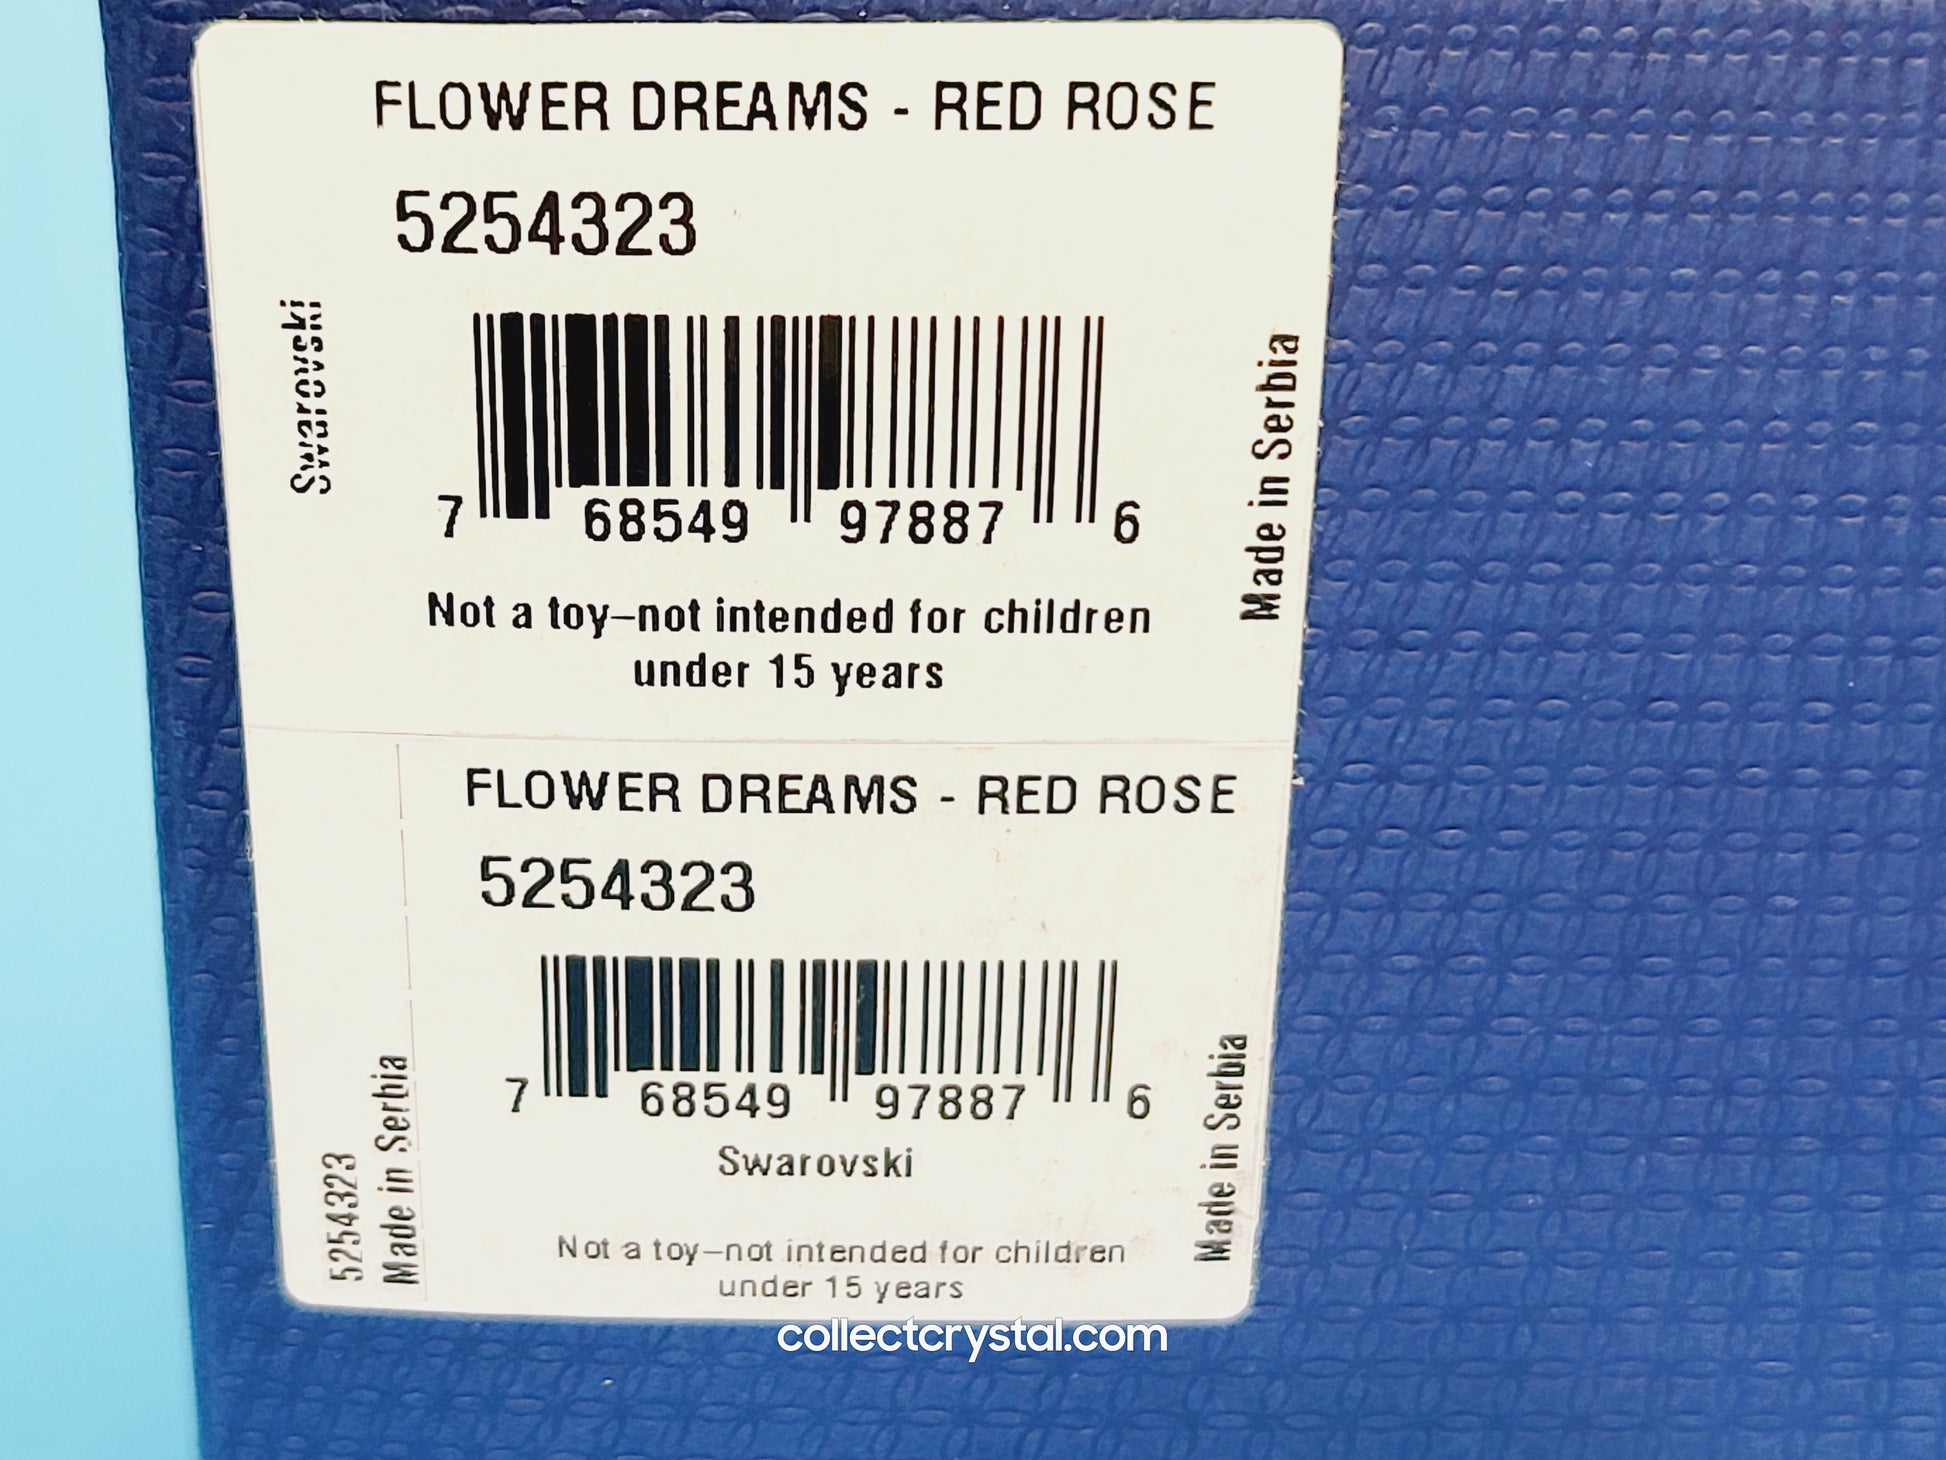 FLOWER DREAMS - RED ROSE
5254323
Swarovski
7 68549 97887 6
Made in Serbia
Not a toy–not intended for children
under 15 years
FLOWER DREAMS - RED ROSE
5254323
7 68549 97887 6
Swarovski
Not a toy–not intended for children
under 15 years
5254323
Made in Serbia
Made in Serbia
collectcrystal.com